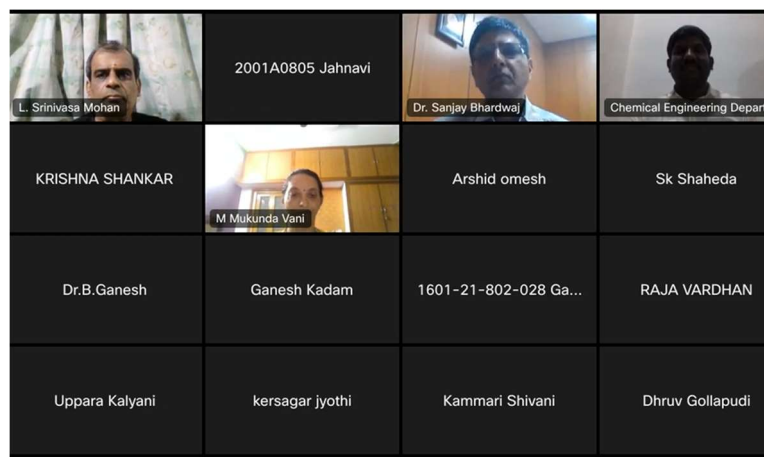 L. Srinivasa Mohan
2001A0805 Jahnavi
Dr. Sanjay Bhardwaj
Chemical Engineering Depart
KRISHNA SHANKAR
M Mukunda Vani
Arshid omesh
Sk Shaheda
Dr.B.Ganesh
Ganesh Kadam
1601-21-802-028 Ga...
RAJA VARDHAN
Uppara Kalyani
kersagar jyothi
Kammari Shivani
Dhruv Gollapudi